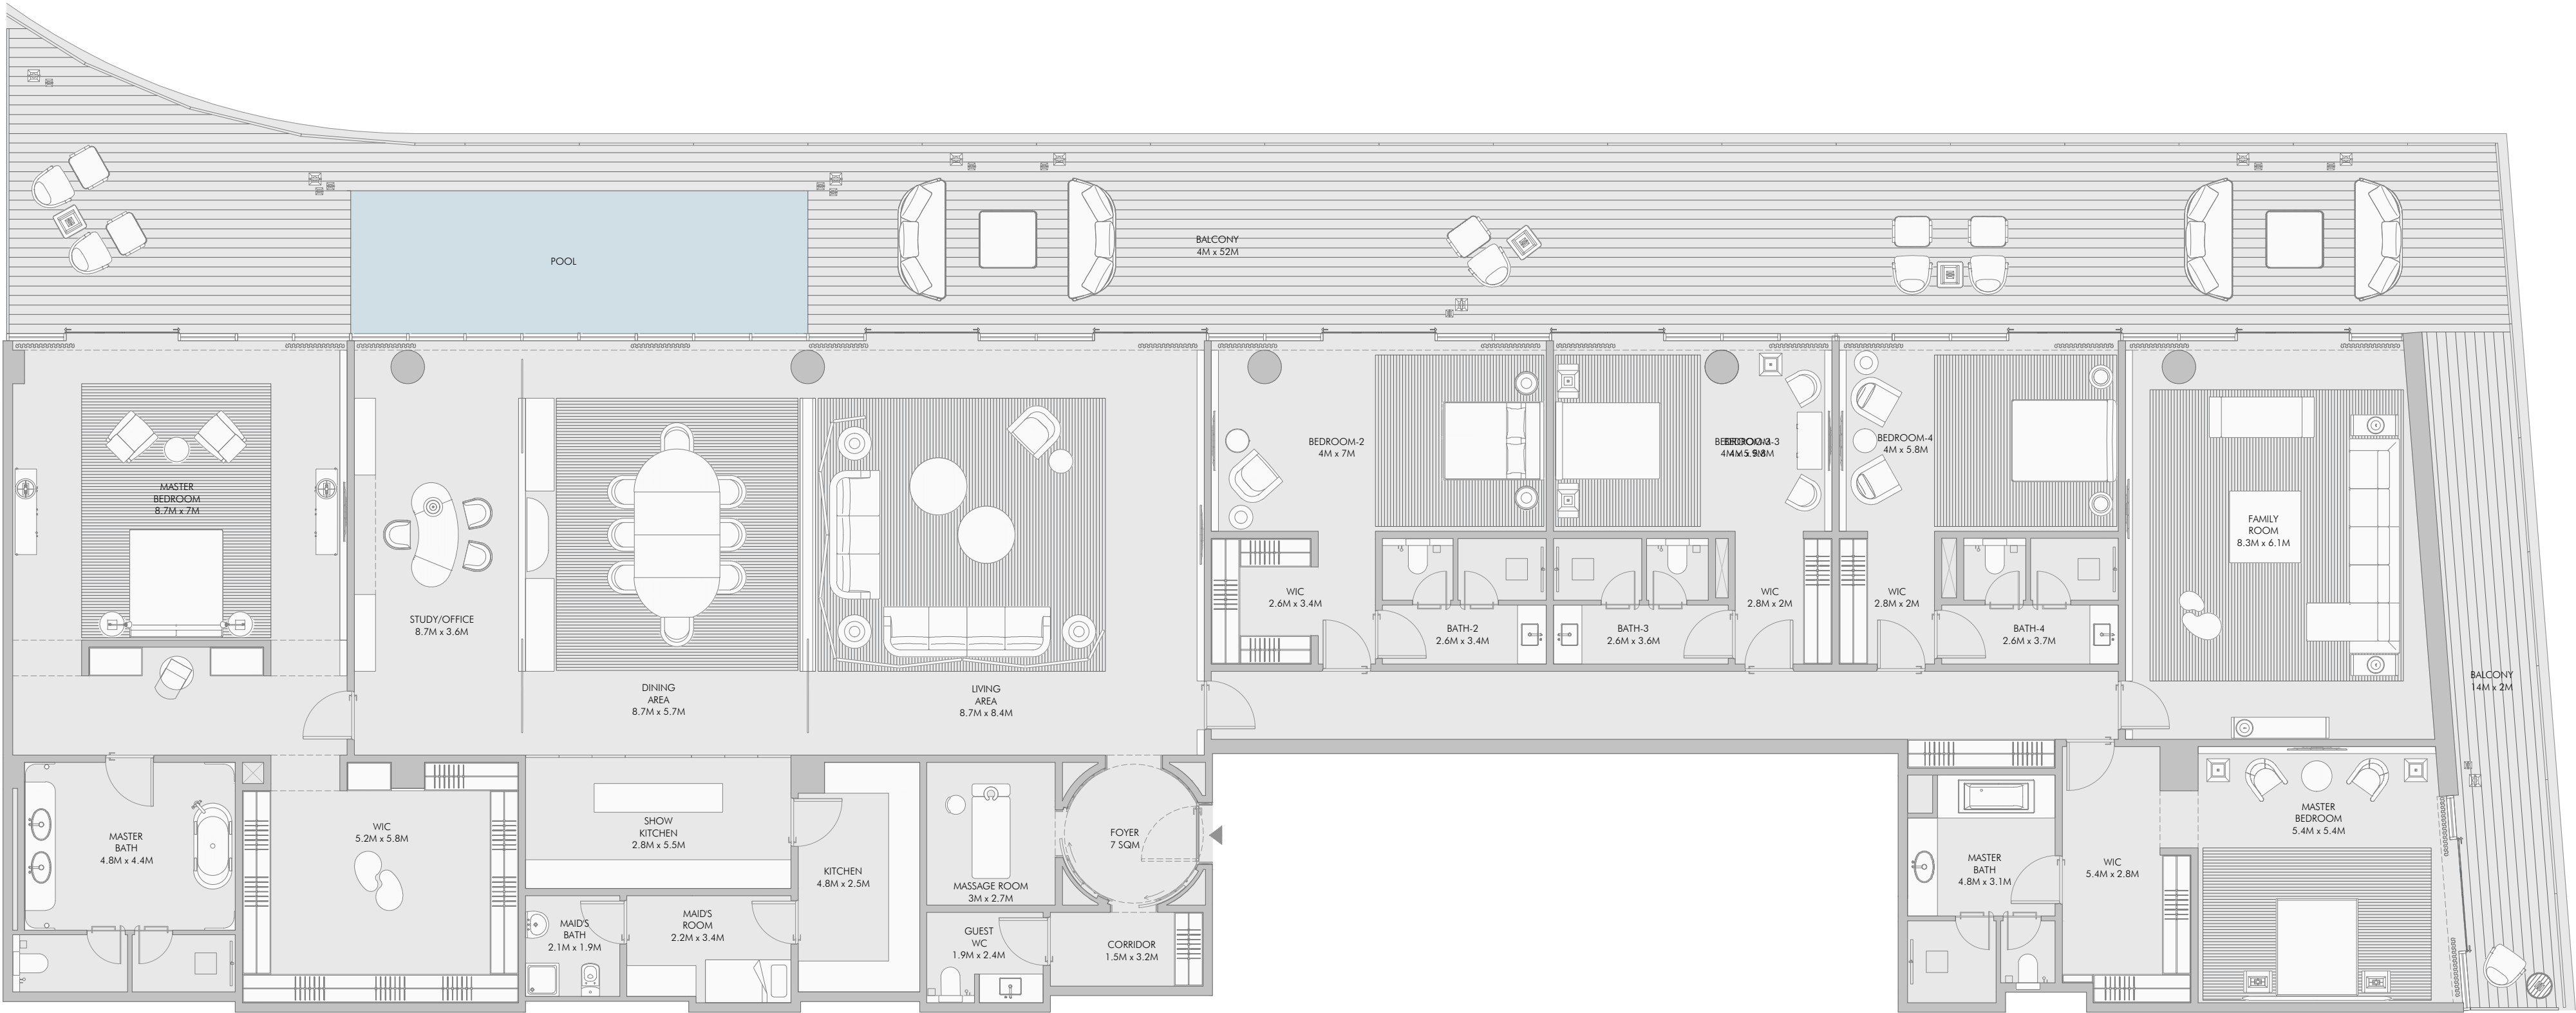 POOL
BALCONY
4M x 52M
MASTER
BEDROOM
8.7M x 7M
STUDY/OFFICE
8.7M x 3.6M
DINING
AREA
8.7M x 5.7M
LIVING
AREA
8.7M x 8.4M
BEDROOM-2
4M x 7M
BEDROOM-3
BEDROOM-4
4M x 5.8M
FAMILY
ROOM
8.3M x 6.1M
WIC
2.6M x 3.4M
BATH-2
2.6M x 3.4M
BATH-3
2.6M x 3.6M
WIC
2.8M x 2M
WIC
2.8M x 2M
BATH-4
2.6M x 3.7M
BALCONY
14M x 2M
MASTER
BATH
4.8M x 4.4M
WIC
5.2M x 5.8M
SHOW
KITCHEN
2.8M x 5.5M
KITCHEN
4.8M x 2.5M
MASSAGE ROOM
3M x 2.7M
FOYER
7 SQM
MAID'S
BATH
2.1M x 1.9M
MAID'S
ROOM
2.2M x 3.4M
GUEST
WC
1.9M x 2.4M
CORRIDOR
1.5M x 3.2M
MASTER
BATH
4.8M x 3.1M
WIC
5.4M x 2.8M
MASTER
BEDROOM
5.4M x 5.4M